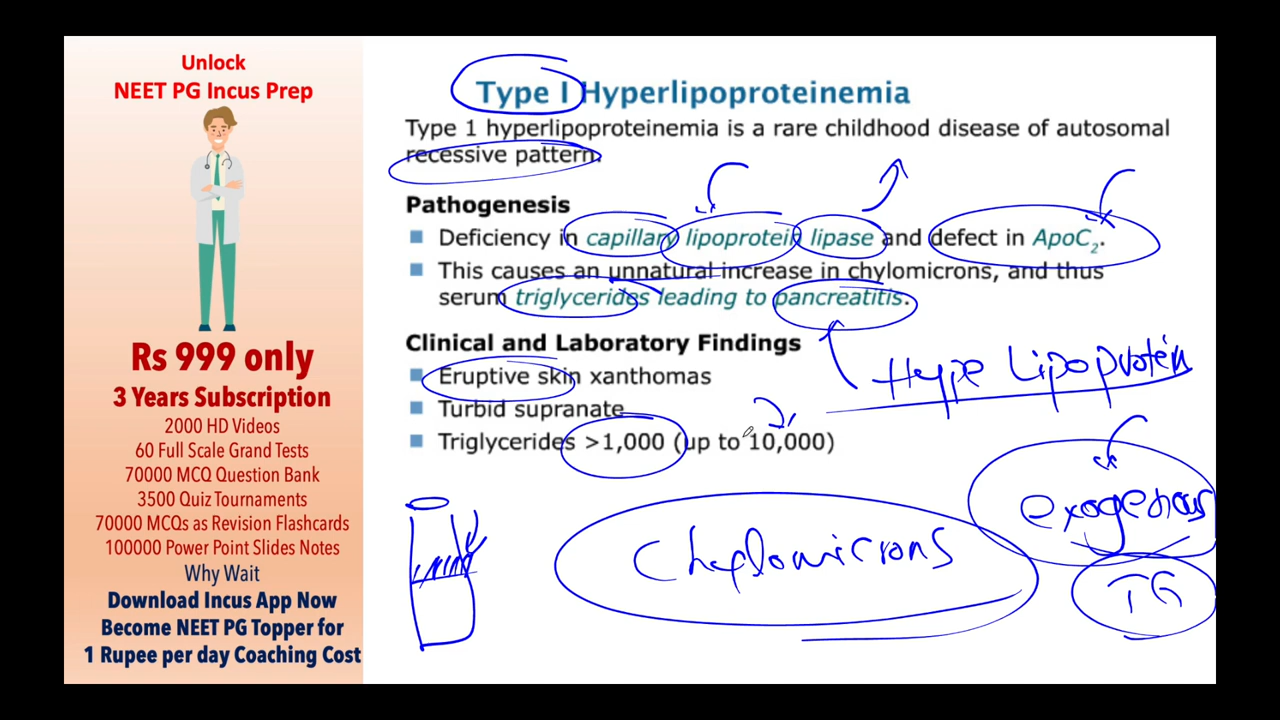 Unlock
NEET PG Incus Prep
Rs 999 only
3 Years Subscription
2000 HD Videos
60 Full Scale Grand Tests
70000 MCQ Question Bank
3500 Quiz Tournaments
70000 MCQs as Revision Flashcards
100000 Power Point Slides Notes
Why Wait
Download Incus App Now
Become NEET PG Topper for
1 Rupee per day Coaching Cost
Type I Hyperlipoproteinemia
Type 1 hyperlipoproteinemia is a rare childhood disease of autosomal
recessive pattern.
Pathogenesis
Deficiency in capillary lipoprotein lipase and defect in ApoC2.
This causes an unnatural increase in chylomicrons, and thus
serum triglycerides leading to pancreatitis.
Clinical and Laboratory Findings
Eruptive skin xanthomas
Turbid supranate
Triglycerides >1,000 (up to 10,000)
Hype Lipoprotein
exogenous
Chylomicrons
TG